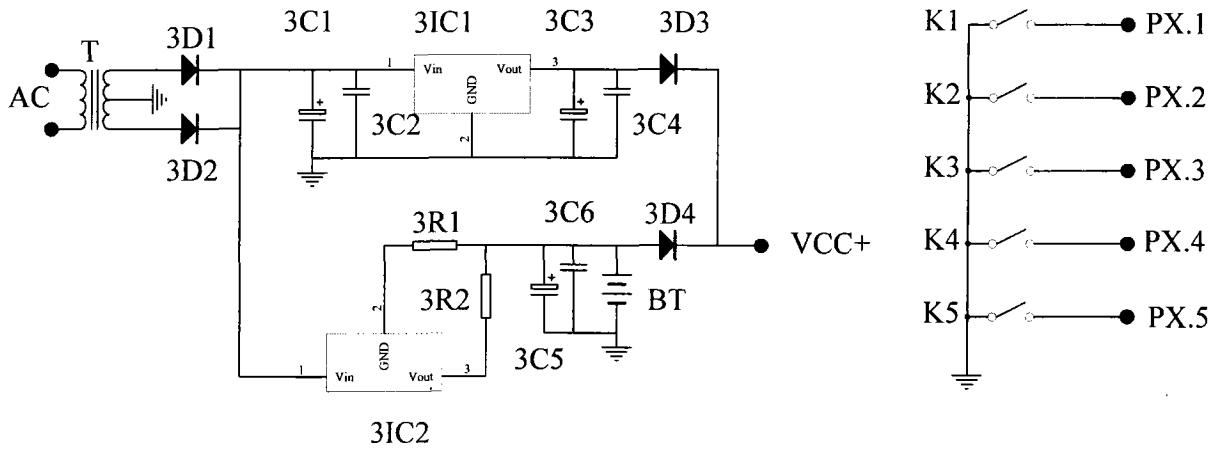 3C1 3IC1 3C3 3D3 K1 PX.1
T 3D1
1 Vin Vout 3
AC GND K2 PX.2
3C2 2 3C4
3D2 K3 PX.3
3C6 3D4
3R1 K4 PX.4
VCC+
2 3R2 BT
K5 PX.5
GND 3C5
1 Vin Vout 3
3IC2